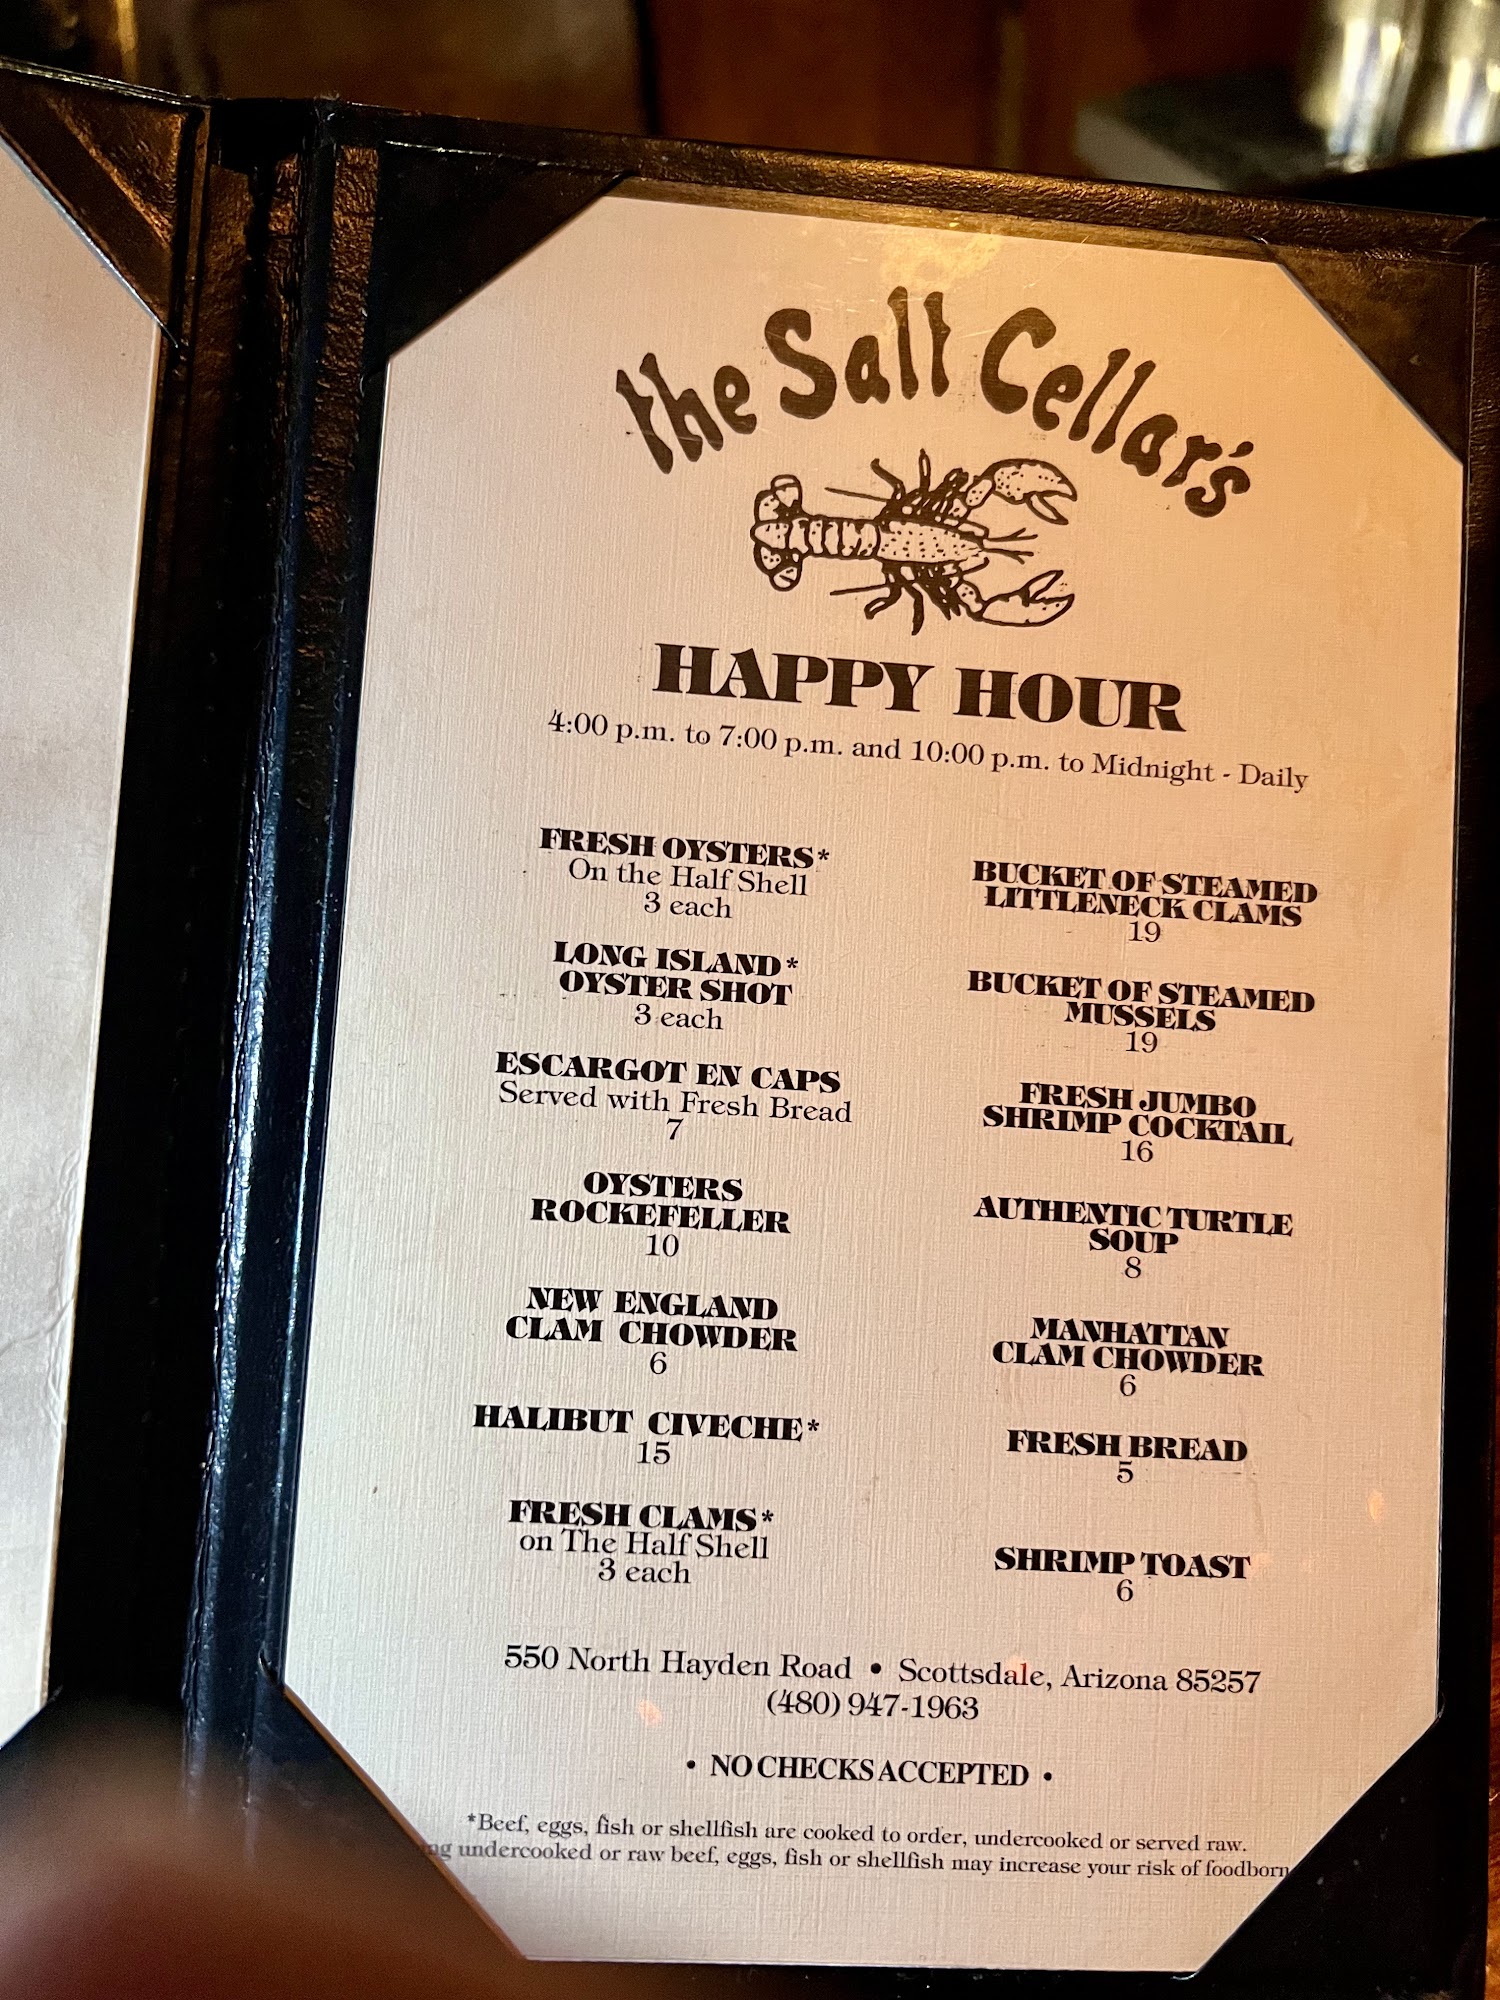 the Salt Cellar's
HAPPY HOUR
4:00 p.m. to 7:00 p.m. and 10:00 p.m. to Midnight - Daily
FRESH OYSTERS*
On the Half Shell
3 each
LONG ISLAND*
OYSTER SHOT
3 each
ESCARGOT EN CAPS
Served with Fresh Bread
7
OYSTERS
ROCKEFELLER
10
NEW ENGLAND
CLAM CHOWDER
6
HALIBUT CIVECHE*
15
FRESH CLAMS*
on The Half Shell
3 each
BUCKET OF STEAMED
LITTLENECK CLAMS
19
BUCKET OF STEAMED
MUSSELS
19
FRESH JUMBO
SHRIMP COCKTAIL
16
AUTHENTIC TURTLE
SOUP
8
MANHATTAN
CLAM CHOWDER
6
FRESH BREAD
5
SHRIMP TOAST
6
550 North Hayden Road • Scottsdale, Arizona 85257
(480) 947-1963
• NO CHECKS ACCEPTED •
*Beef, eggs, fish or shellfish are cooked to order, undercooked or served raw.
undercooked or raw beef, eggs, fish or shellfish may increase your risk of